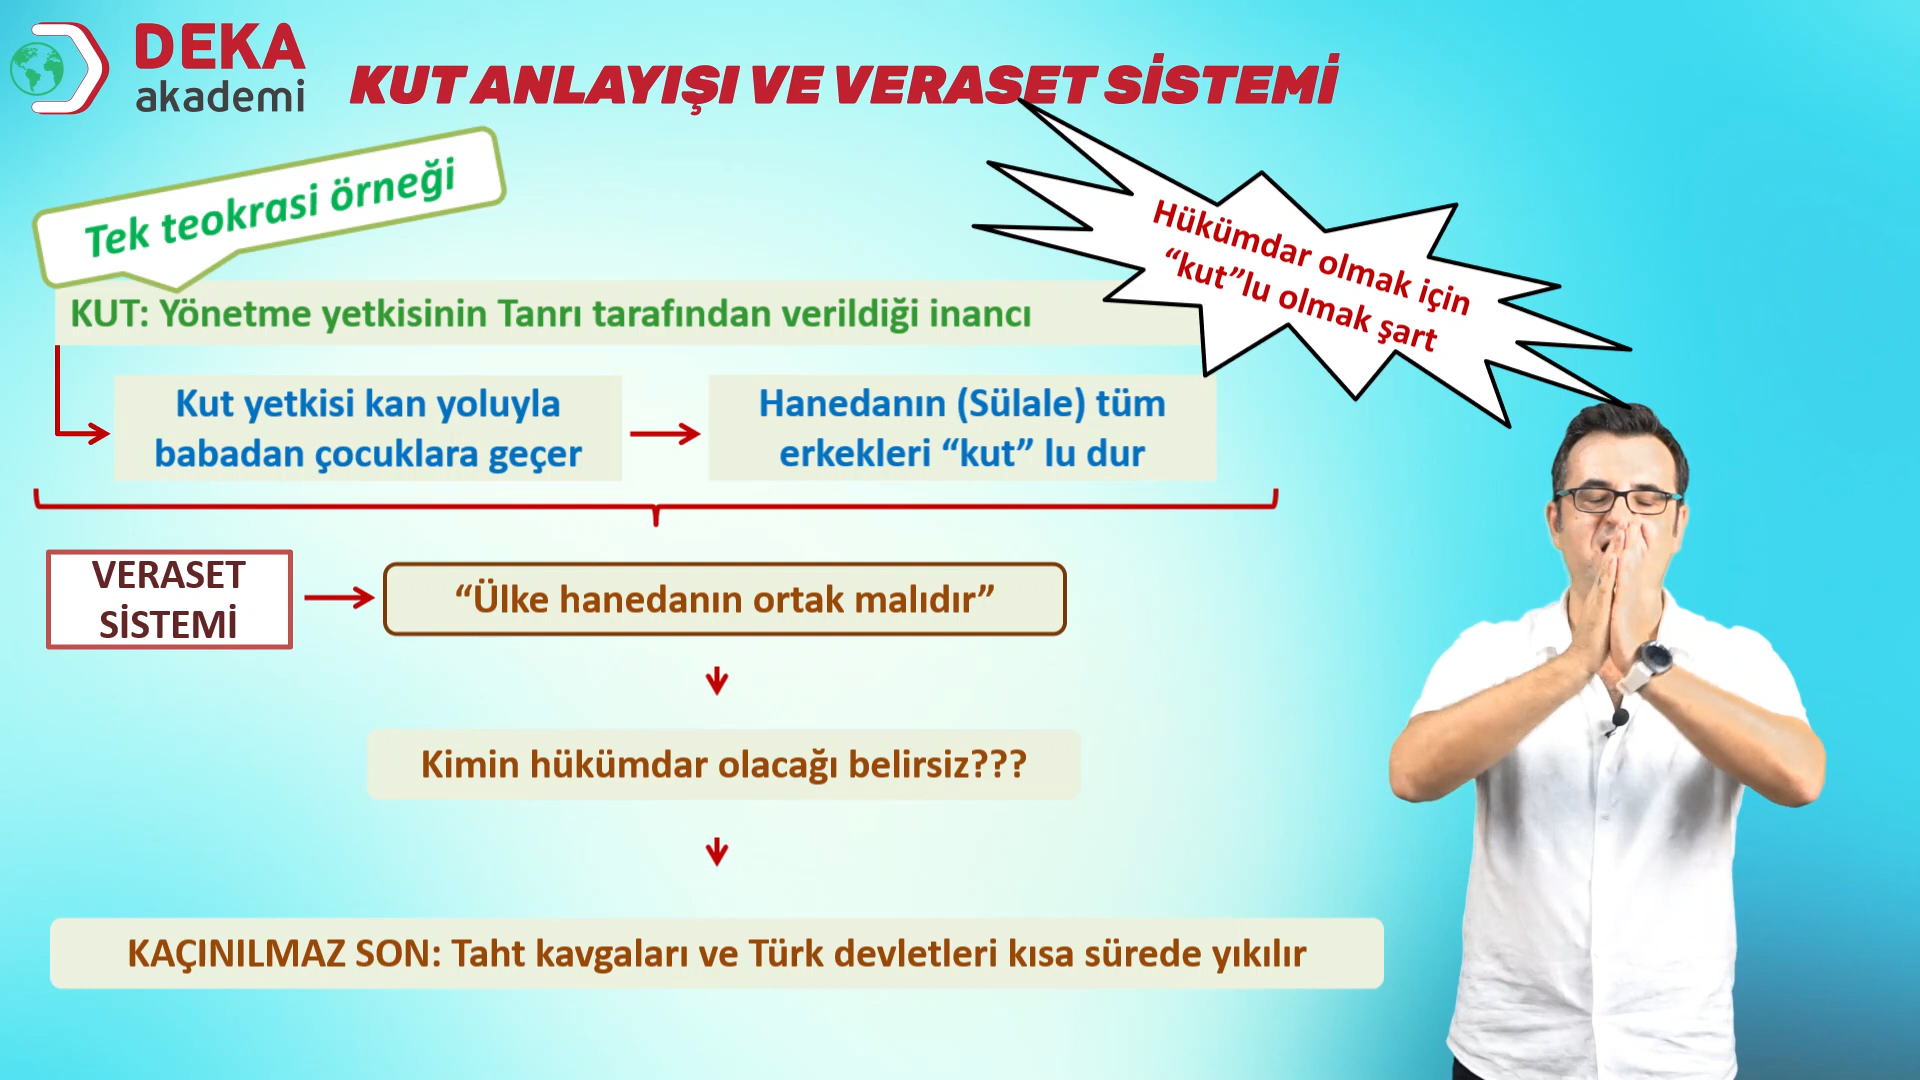 DEKA
akademi
KUT ANLAYIŞI VE VERASET SİSTEMİ
Tek teokrasi örneği
Hükümdar olmak için
“kut”lu olmak şart
KUT: Yönetme yetkisinin Tanrı tarafından verildiği inancı
Kut yetkisi kan yoluyla
babadan çocuklara geçer
Hanedanın (Sülale) tüm
erkekleri “kut” lu dur
VERASET
SİSTEMİ
“Ülke hanedanın ortak malıdır”
Kimin hükümdar olacağı belirsiz???
KAÇINILMAZ SON: Taht kavgaları ve Türk devletleri kısa sürede yıkılır